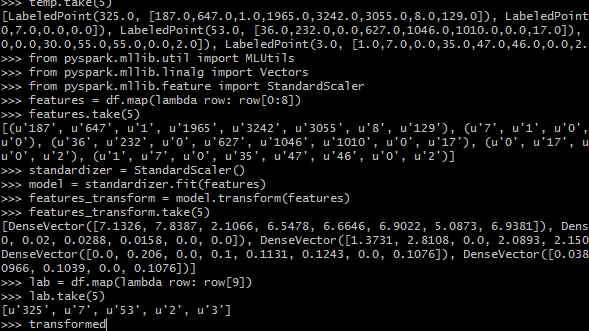 >>> temp.take(5)
[LabeledPoint(325.0, [187.0,647.0,1.0,1965.0,3242.0,3055.0,8.0,129.0]), LabeledPoint
,0,7.0,0.0,0.0]), LabeledPoint(53.0, [36.0,232.0,0.0,627.0,1046.0,1010.0,0.0,17.0]),
0,0.0,30.0,55.0,55.0,0.0,2.0]), LabeledPoint(3.0, [1.0,7.0,0.0,35.0,47.0,46.0,0.0,2.
>>> from pyspark.mllib.util import MLUtils
>>> from pyspark.mllib.linalg import Vectors
>>> from pyspark.mllib.feature import StandardScaler
>>> features = df.map(lambda row: row[0:8])
>>> features.take(5)
[(u'187', u'647', u'1', u'1965', u'3242', u'3055', u'8', u'129'), (u'7', u'1', u'0',
u'0'), (u'36', u'232', u'0', u'627', u'1046', u'1010', u'0', u'17'), (u'0', u'17', u
u'0', u'2'), (u'1', u'7', u'0', u'35', u'47', u'46', u'0', u'2')]
>>> standardizer = StandardScaler()
>>> model = standardizer.fit(features)
>>> features_transform = model.transform(features)
>>> features_transform.take(5)
[DenseVector([7.1326, 7.8387, 2.1066, 6.5478, 6.6646, 6.9022, 5.0873, 6.9381]), Dens
0, 0.02, 0.0288, 0.0158, 0.0, 0.0]), DenseVector([1.3731, 2.8108, 0.0, 2.0893, 2.150
DenseVector([0.0, 0.206, 0.0, 0.1, 0.1131, 0.1243, 0.0, 0.1076]), DenseVector([0.038
0966, 0.1039, 0.0, 0.1076])]
>>> lab = df.map(lambda row: row[9])
>>> lab.take(5)
[u'325', u'7', u'53', u'2', u'3']
>>> transformed